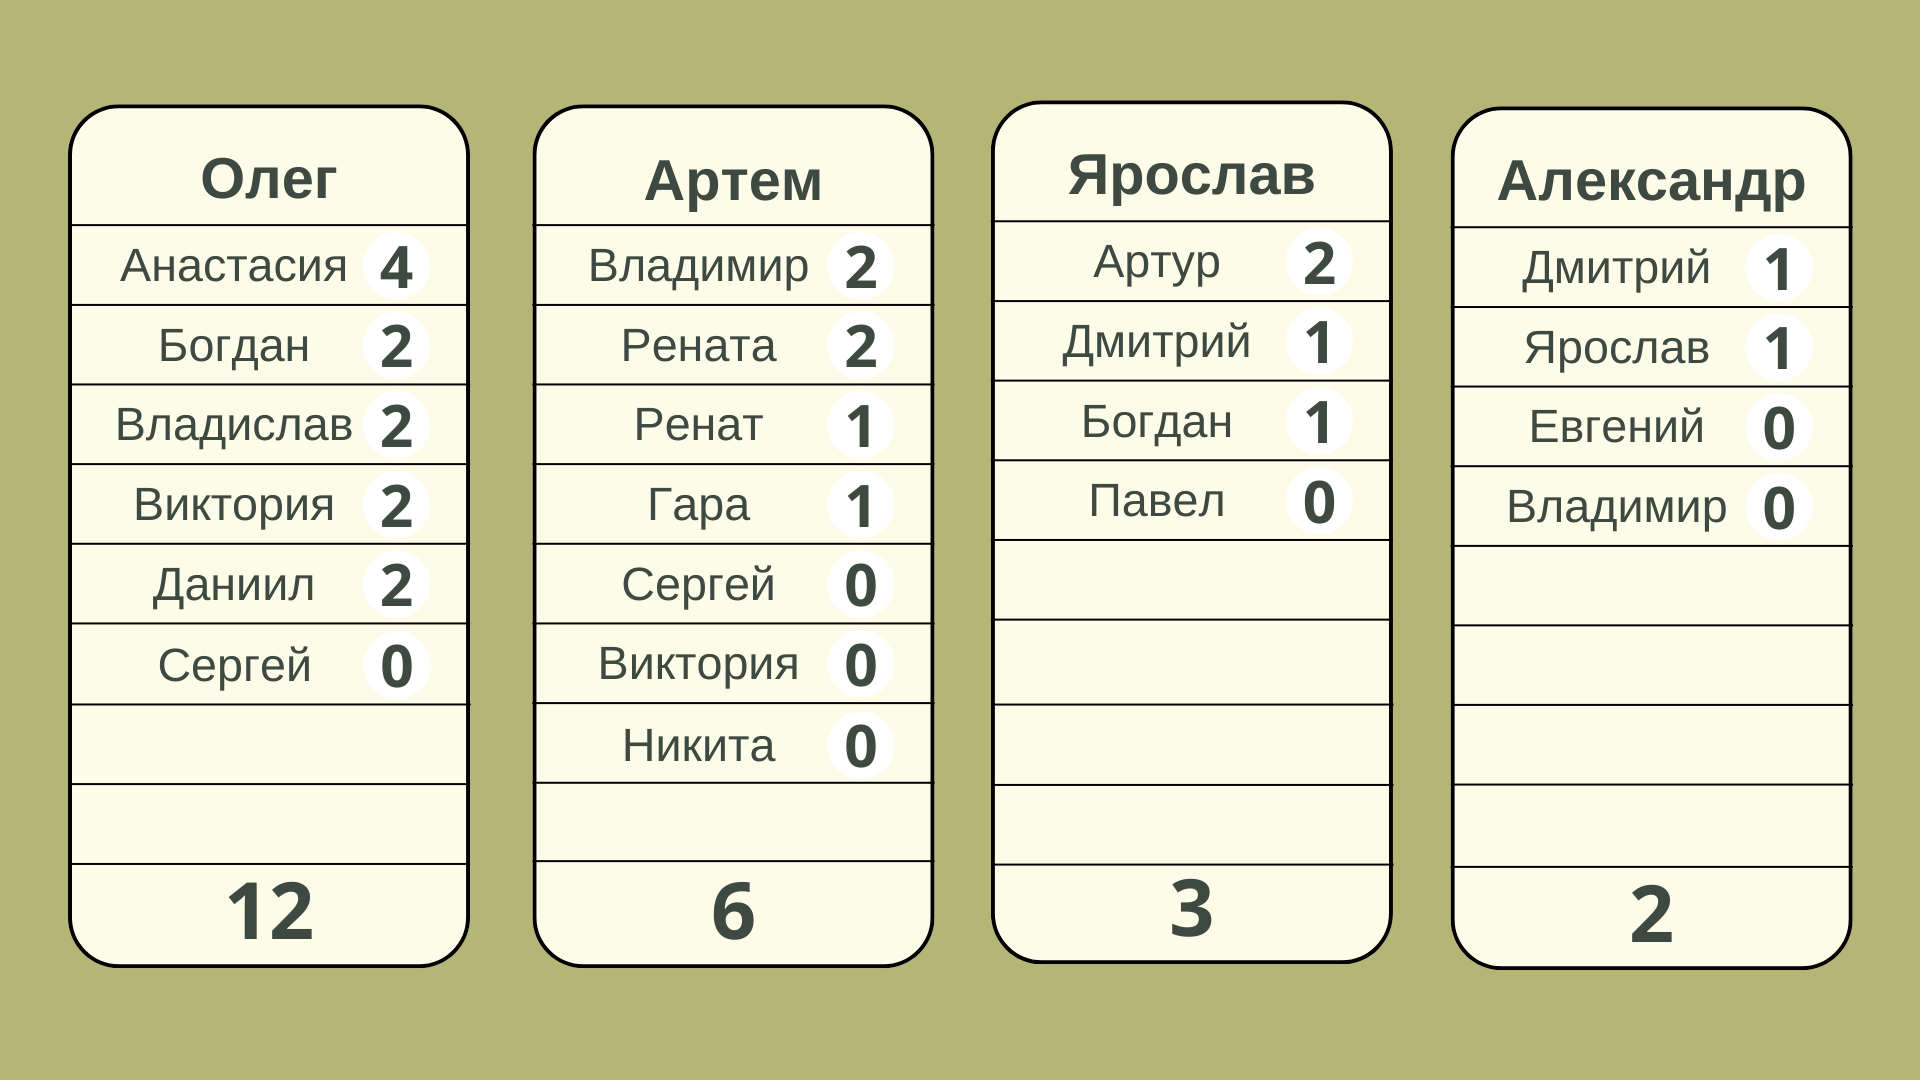 Олег
Анастасия 4
Богдан 2
Владислав 2
Виктория 2
Даниил 2
Сергей 0
12
Артем
Владимир 2
Рената 2
Ренат 1
Гара 1
Сергей 0
Виктория 0
Никита 0
6
Ярослав
Артур 2
Дмитрий 1
Богдан 1
Павел 0
3
Александр
Дмитрий 1
Ярослав 1
Евгений 0
Владимир 0
2